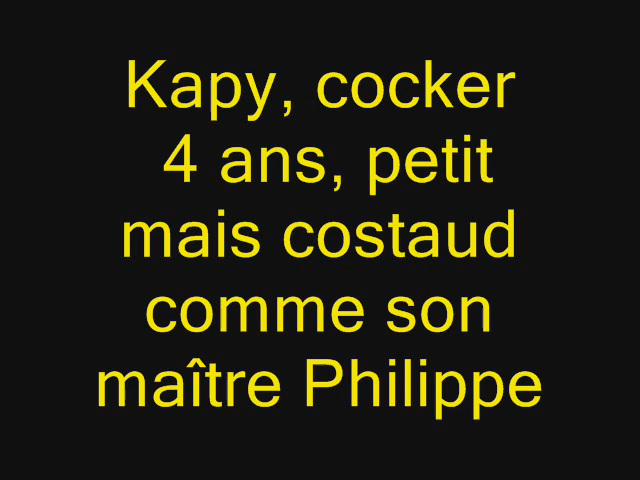 Kapy, cocker
4 ans, petit
mais costaud
comme son
maître Philippe